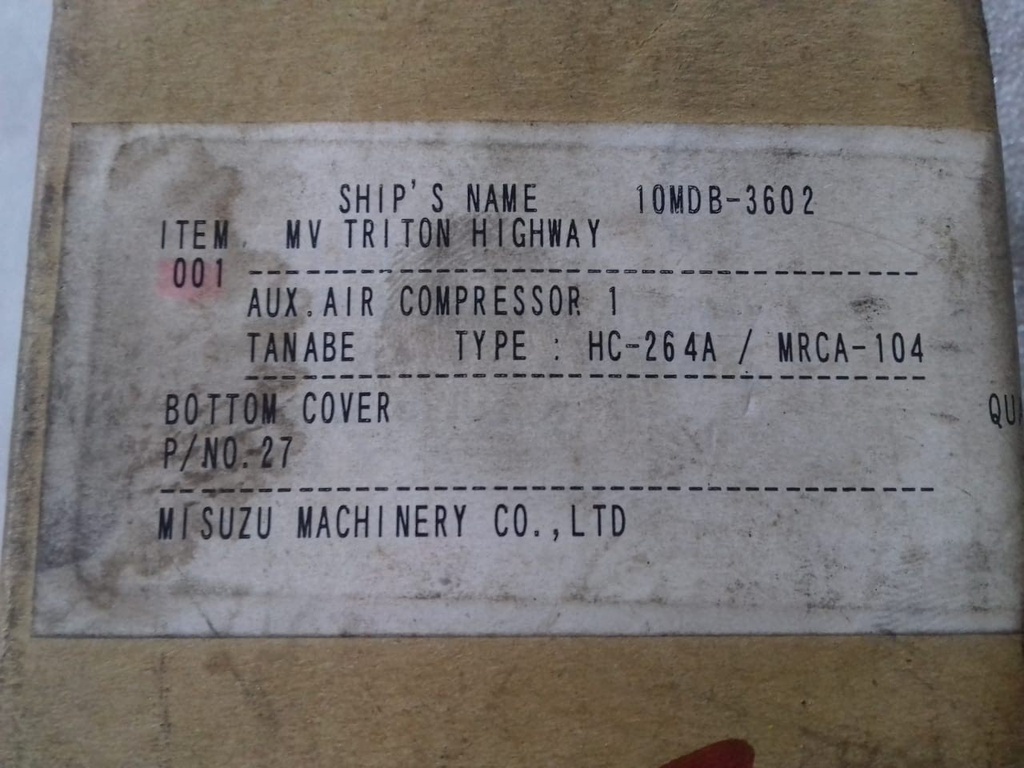 SHIP'S NAME 10MDB-3602
ITEM MV TRITON HIGHWAY
001
AUX.AIR COMPRESSOR 1
TANABE TYPE : HC-264A / MRCA-104
BOTTOM COVER
P/NO.27
MISUZU MACHINERY CO.,LTD